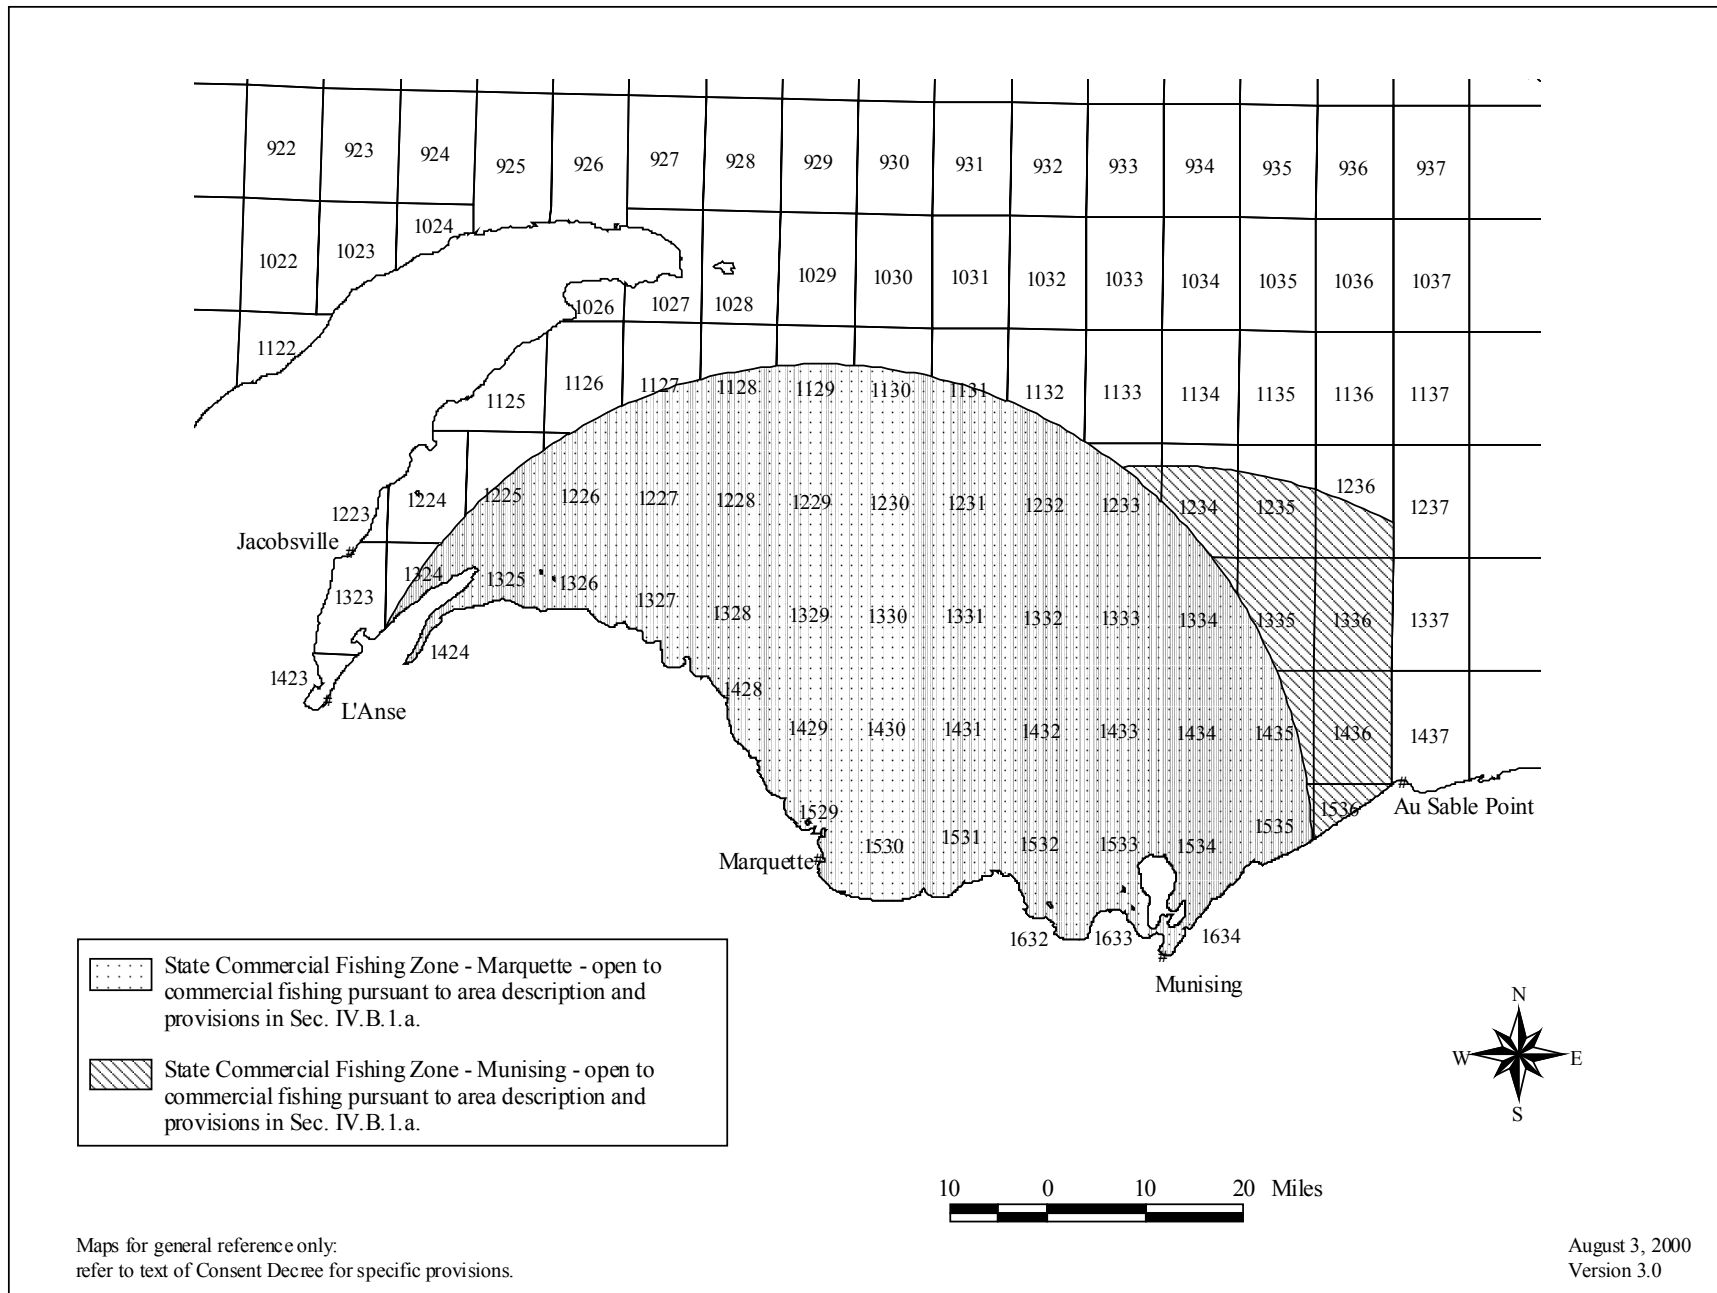 922 923 924 925 926 927 928 929 930 931 932 933 934 935 936 937
1022 1023 1024 1026 1027 1028 1029 1030 1031 1032 1033 1034 1035 1036 1037
1122 1125 1126 1127 1128 1129 1130 1131 1132 1133 1134 1135 1136 1137
1223 1224 1225 1226 1227 1228 1229 1230 1231 1232 1233 1234 1235 1236 1237
Jacobsville
1323 1324 1325 1326 1327 1328 1329 1330 1331 1332 1333 1334 1335 1336 1337
1423 1424 1428 1429 1430 1431 1432 1433 1434 1435 1436 1437
L'Anse
1529 1530 1531 1532 1533 1534 1535 1536
Au Sable Point
Marquette
1632 1633 1634
Munising
State Commercial Fishing Zone - Marquette - open to
commercial fishing pursuant to area description and
provisions in Sec. IV.B.1.a.
State Commercial Fishing Zone - Munising - open to
commercial fishing pursuant to area description and
provisions in Sec. IV.B.1.a.
N
W E
S
10 0 10 20 Miles
Maps for general reference only:
refer to text of Consent Decree for specific provisions.
August 3, 2000
Version 3.0